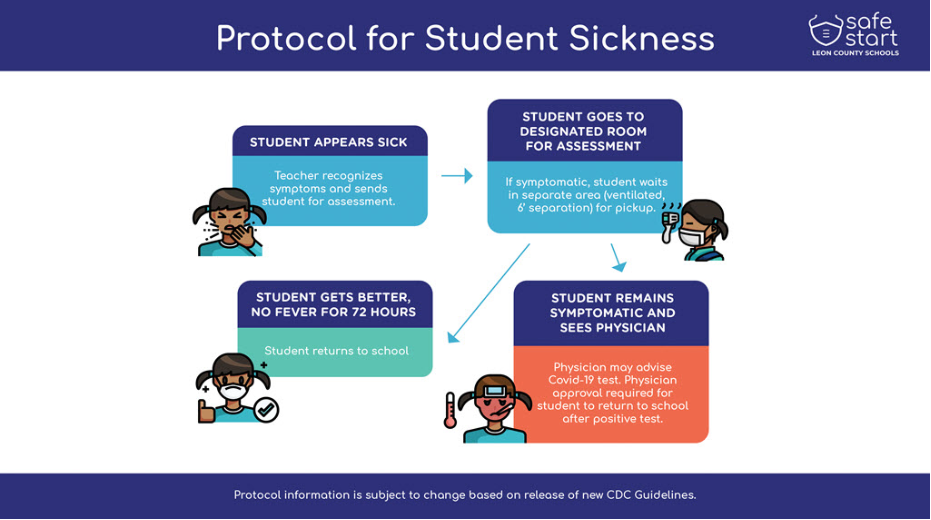 Protocol for Student Sickness
safe
start
LEON COUNTY SCHOOLS
STUDENT APPEARS SICK
Teacher recognizes
symptoms and sends
student for assessment.
STUDENT GOES TO
DESIGNATED ROOM
FOR ASSESSMENT
If symptomatic, student waits
in separate area (ventilated,
6' separation) for pickup.
STUDENT GETS BETTER,
NO FEVER FOR 72 HOURS
Student returns to school
STUDENT REMAINS
SYMPTOMATIC AND
SEES PHYSICIAN
Physician may advise
Covid-19 test. Physician
approval required for
student to return to school
after positive test.
Protocol information is subject to change based on release of new CDC Guidelines.